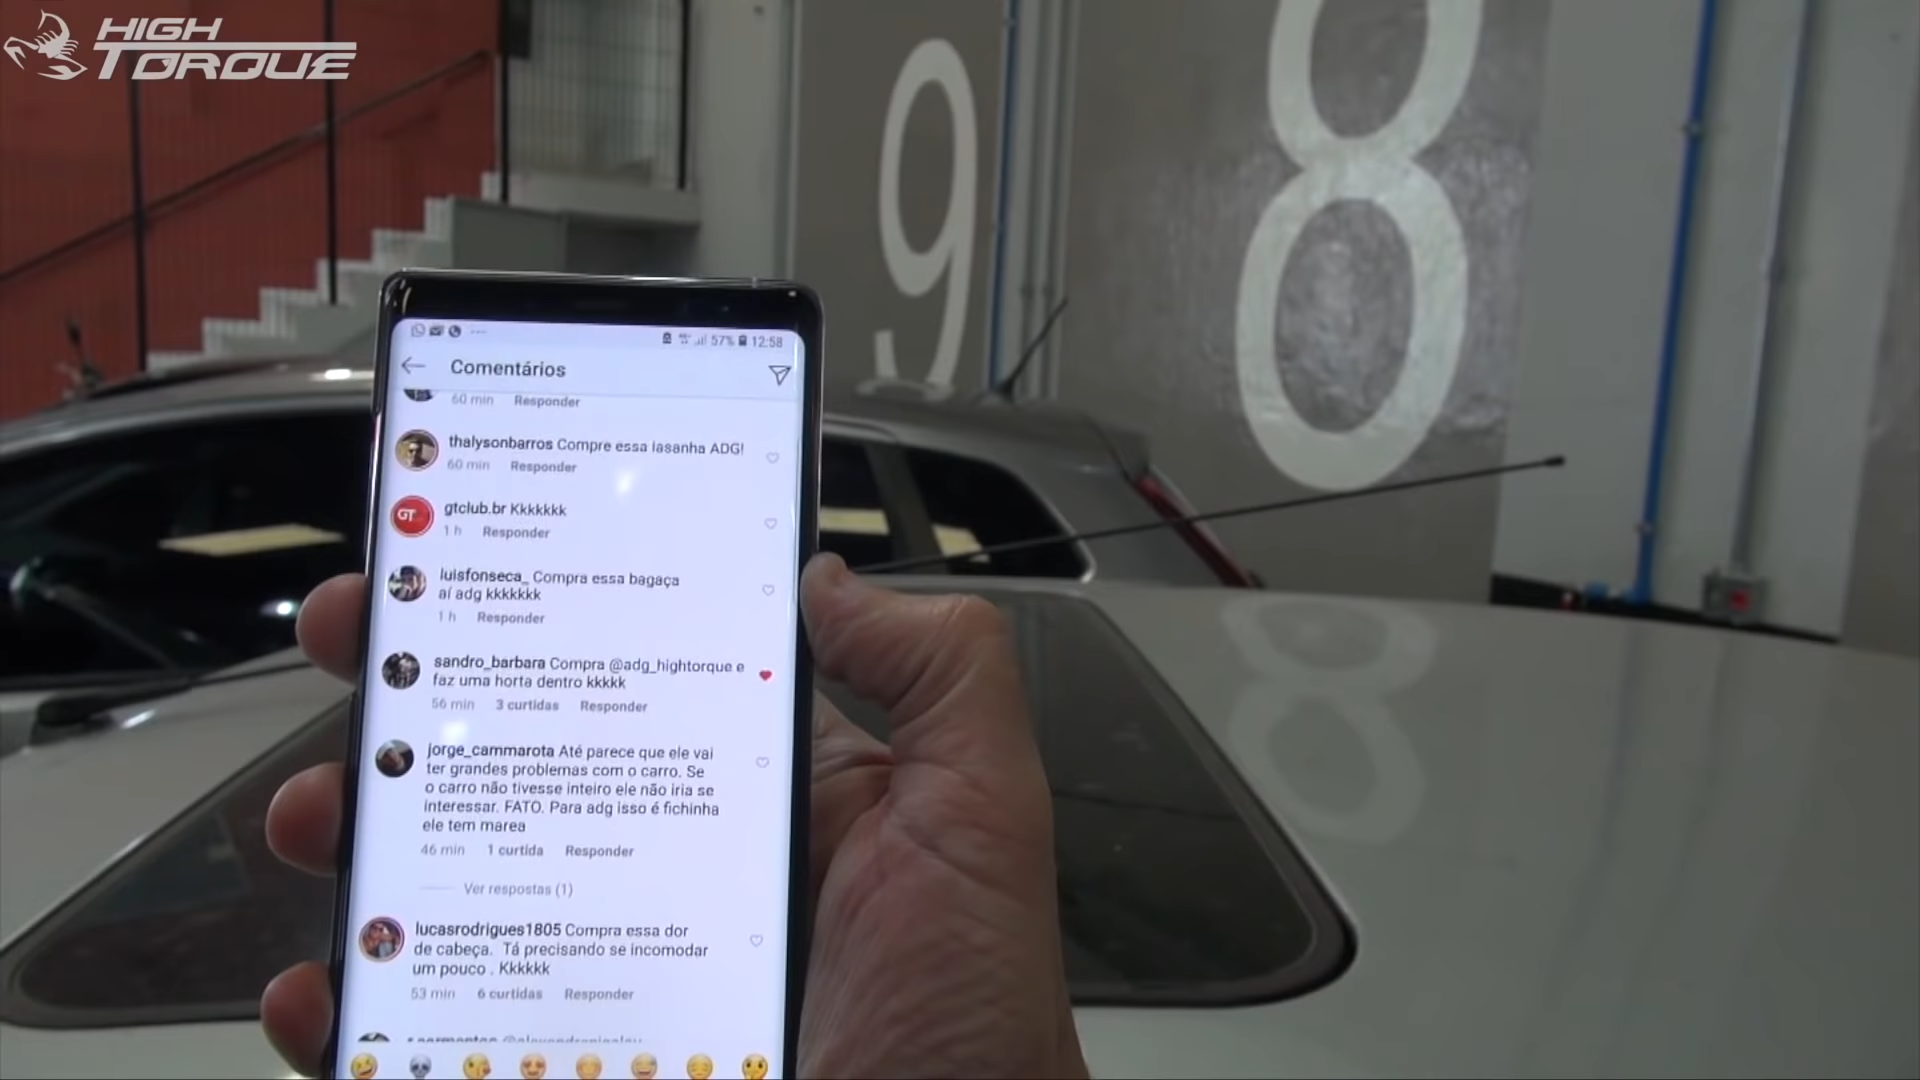 HIGH
TORQUE
9
8
57% 12:58
Comentários
60 min Responder
thalysonbarros Compre essa lasanha ADG!
60 min Responder
GT
gtclub.br Kkkkkkk
1 h Responder
luisfonseca_ Compra essa bagaça
aí adg kkkkkkk
1 h Responder
sandro_barbara Compra @adg_hightorque e
faz uma horta dentro kkkkk
56 min 3 curtidas Responder
jorge_cammarota Até parece que ele vai
ter grandes problemas com o carro. Se
o carro não tivesse inteiro ele não iria se
interessar. FATO. Para adg isso é fichinha
ele tem marea
46 min 1 curtida Responder
Ver respostas (1)
lucasrodrigues1805 Compra essa dor
de cabeça. Tá precisando se incomodar
um pouco . Kkkkkk
53 min 6 curtidas Responder